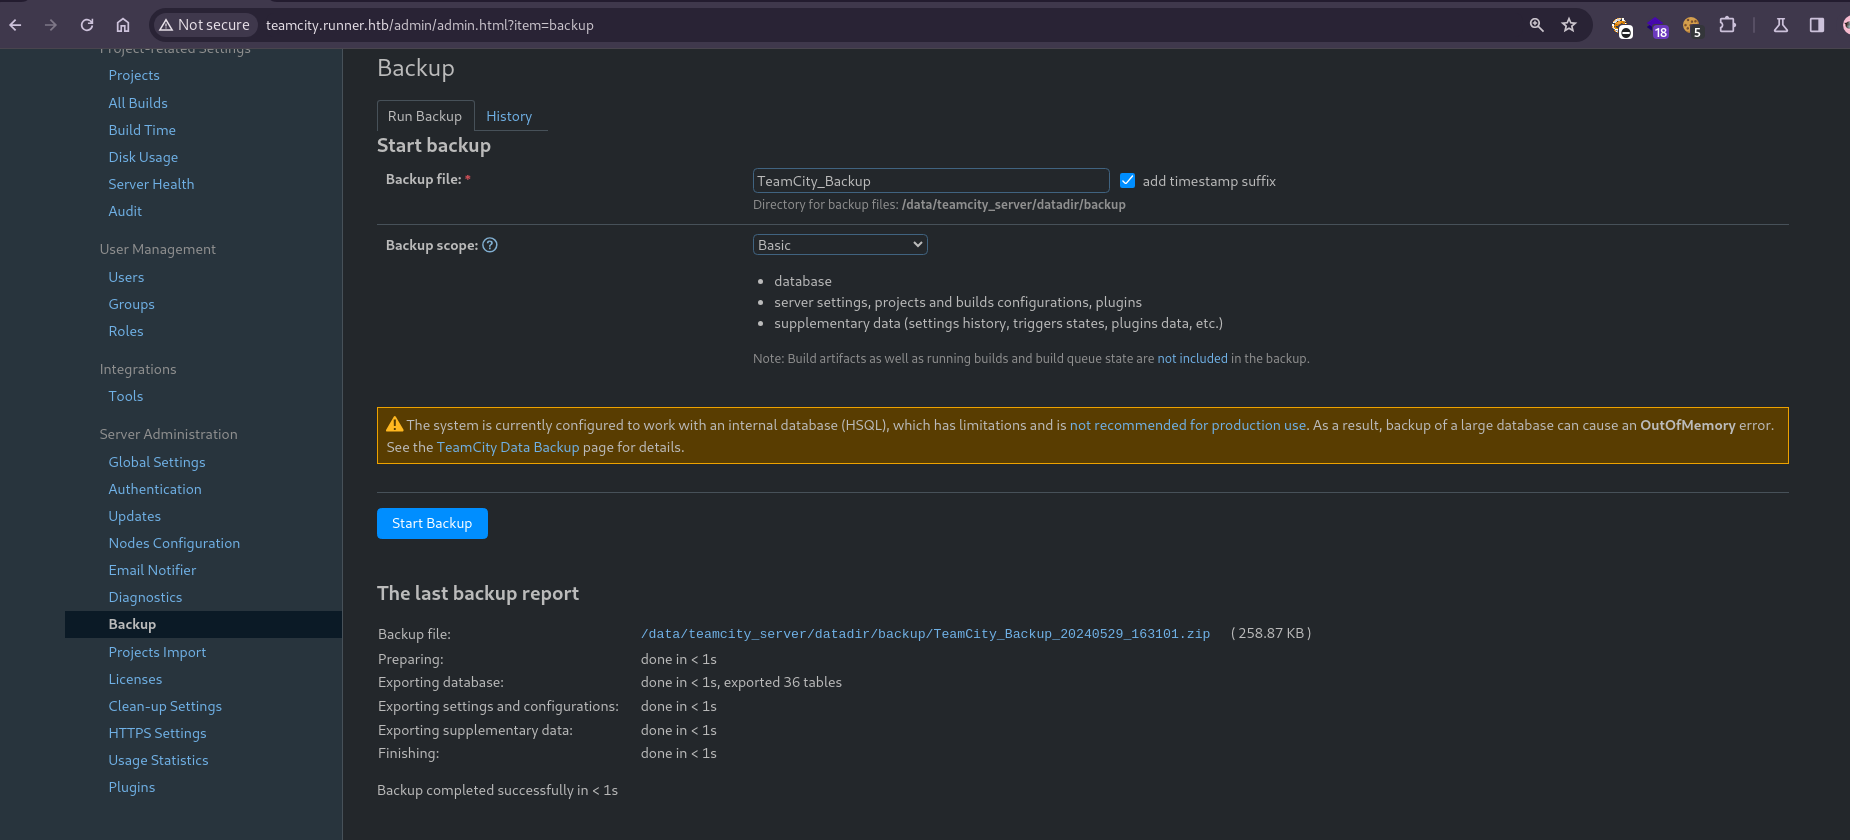 Not secure teamcity.runner.htb/admin/admin.html?item=backup
18
5
Project-related Settings
Projects
All Builds
Build Time
Disk Usage
Server Health
Audit
User Management
Users
Groups
Roles
Integrations
Tools
Server Administration
Global Settings
Authentication
Updates
Nodes Configuration
Email Notifier
Diagnostics
Backup
Projects Import
Licenses
Clean-up Settings
HTTPS Settings
Usage Statistics
Plugins
Backup
Run Backup History
Start backup
Backup file: * TeamCity_Backup add timestamp suffix
Directory for backup files: /data/teamcity_server/datadir/backup
Backup scope: ? Basic
• database
• server settings, projects and builds configurations, plugins
• supplementary data (settings history, triggers states, plugins data, etc.)
Note: Build artifacts as well as running builds and build queue state are not included in the backup.
The system is currently configured to work with an internal database (HSQL), which has limitations and is not recommended for production use. As a result, backup of a large database can cause an OutOfMemory error.
See the TeamCity Data Backup page for details.
Start Backup
The last backup report
Backup file: /data/teamcity_server/datadir/backup/TeamCity_Backup_20240529_163101.zip ( 258.87 KB )
Preparing: done in < 1s
Exporting database: done in < 1s, exported 36 tables
Exporting settings and configurations: done in < 1s
Exporting supplementary data: done in < 1s
Finishing: done in < 1s
Backup completed successfully in < 1s